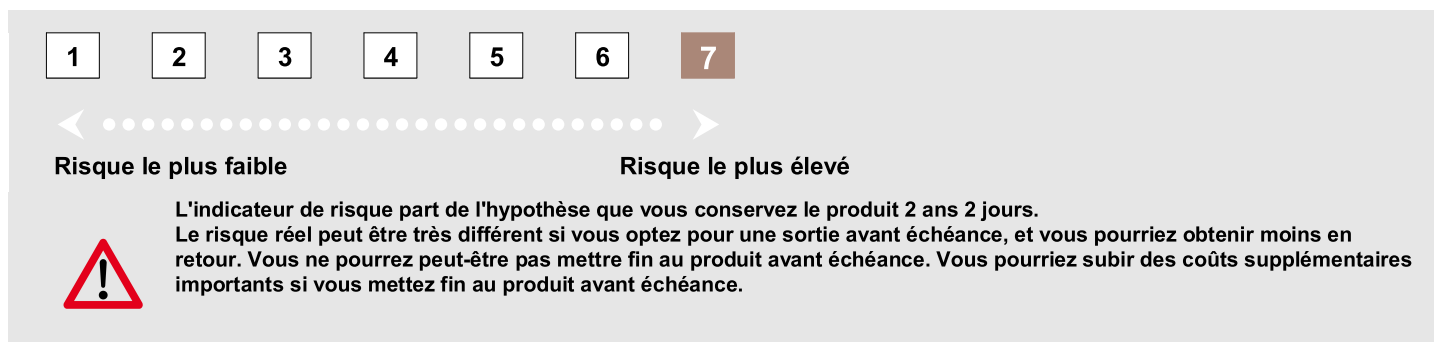 1 2 3 4 5 6 7
Risque le plus faible Risque le plus élevé
L'indicateur de risque part de l'hypothèse que vous conservez le produit 2 ans 2 jours.
Le risque réel peut être très différent si vous optez pour une sortie avant échéance, et vous pourriez obtenir moins en
retour. Vous ne pourrez peut-être pas mettre fin au produit avant échéance. Vous pourriez subir des coûts supplémentaires
importants si vous mettez fin au produit avant échéance.